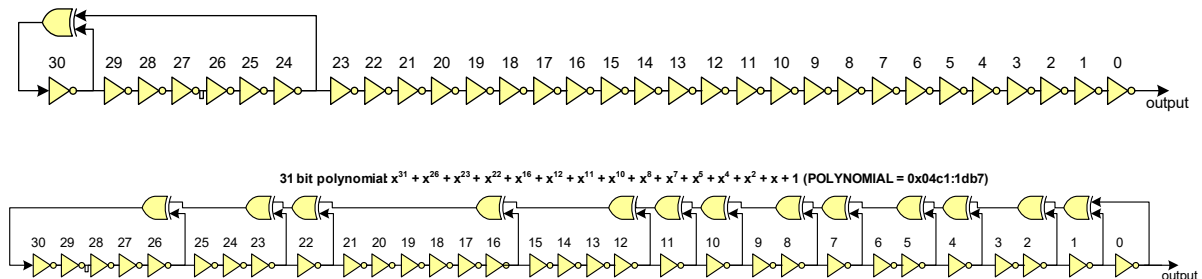 30 29 28 27 26 25 24 23 22 21 20 19 18 17 16 15 14 13 12 11 10 9 8 7 6 5 4 3 2 1 0
output
31 bit polynomial: x³¹ + x²⁶ + x²³ + x²² + x¹⁶ + x¹² + x¹¹ + x¹⁰ + x⁸ + x⁷ + x⁵ + x⁴ + x² + x + 1 (POLYNOMIAL = 0x04c1:1db7)
30 29 28 27 26 25 24 23 22 21 20 19 18 17 16 15 14 13 12 11 10 9 8 7 6 5 4 3 2 1 0
output